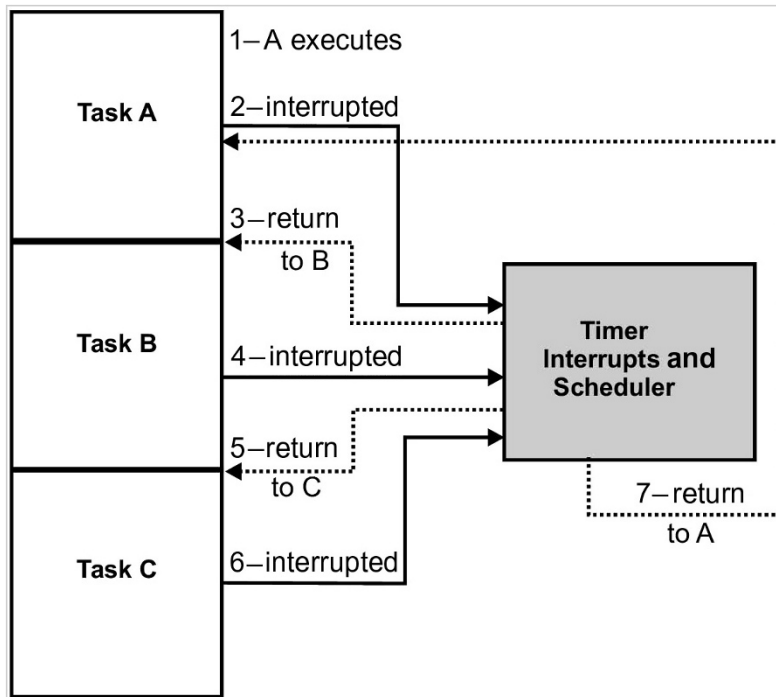 1–A executes
Task A
2–interrupted
3–return
to B
Task B
4–interrupted
Timer
Interrupts and
Scheduler
5–return
to C
Task C
6–interrupted
7–return
to A